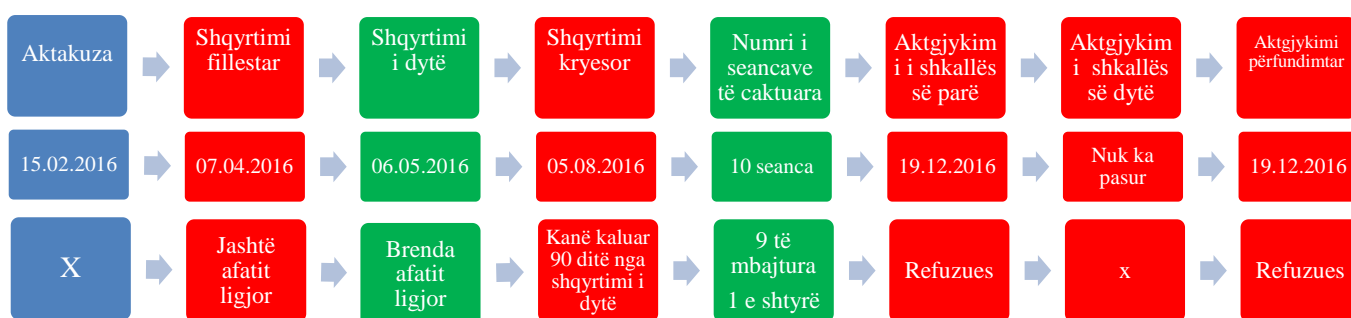 Aktakuza
Shqyrtimi
fillestar
Shqyrtimi
i dytë
Shqyrtimi
kryesor
Numri i
seancave
të caktuara
Aktgjykim
i i shkallës
së parë
Aktgjykim
i shkallës
së dytë
Aktgjykimi
përfundimtar
15.02.2016
07.04.2016
06.05.2016
05.08.2016
10 seanca
19.12.2016
Nuk ka
pasur
19.12.2016
X
Jashtë
afatit
ligjor
Brenda
afatit
ligjor
Kanë kaluar
90 ditë nga
shqyrtimi i
dytë
9 të
mbajtura
1 e shtyrë
Refuzues
x
Refuzues